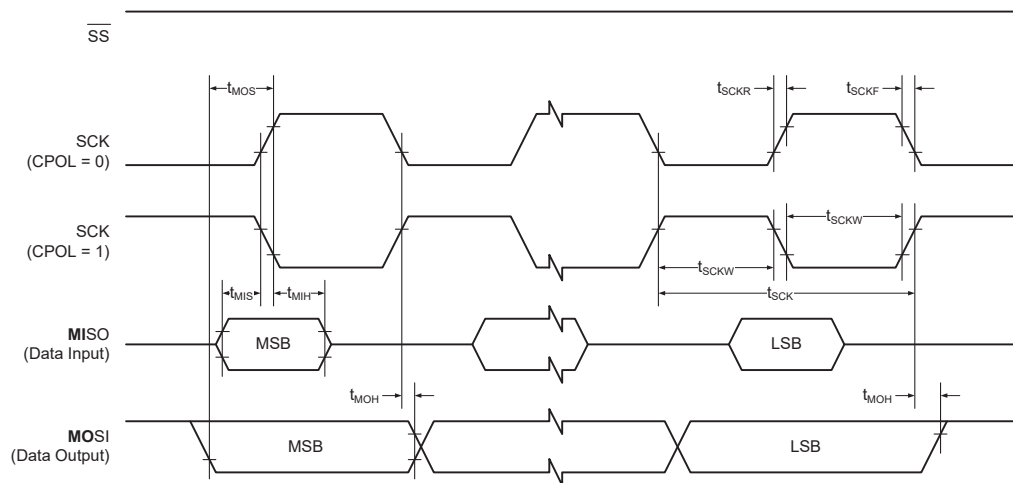 SS
tMOS
tSCKR
tSCKF
SCK
(CPOL = 0)
SCK
(CPOL = 1)
tSCKW
tSCKW
tSCK
tMIS
tMIH
MISO
(Data Input)
MSB
LSB
tMOH
tMOH
MOSI
(Data Output)
MSB
LSB